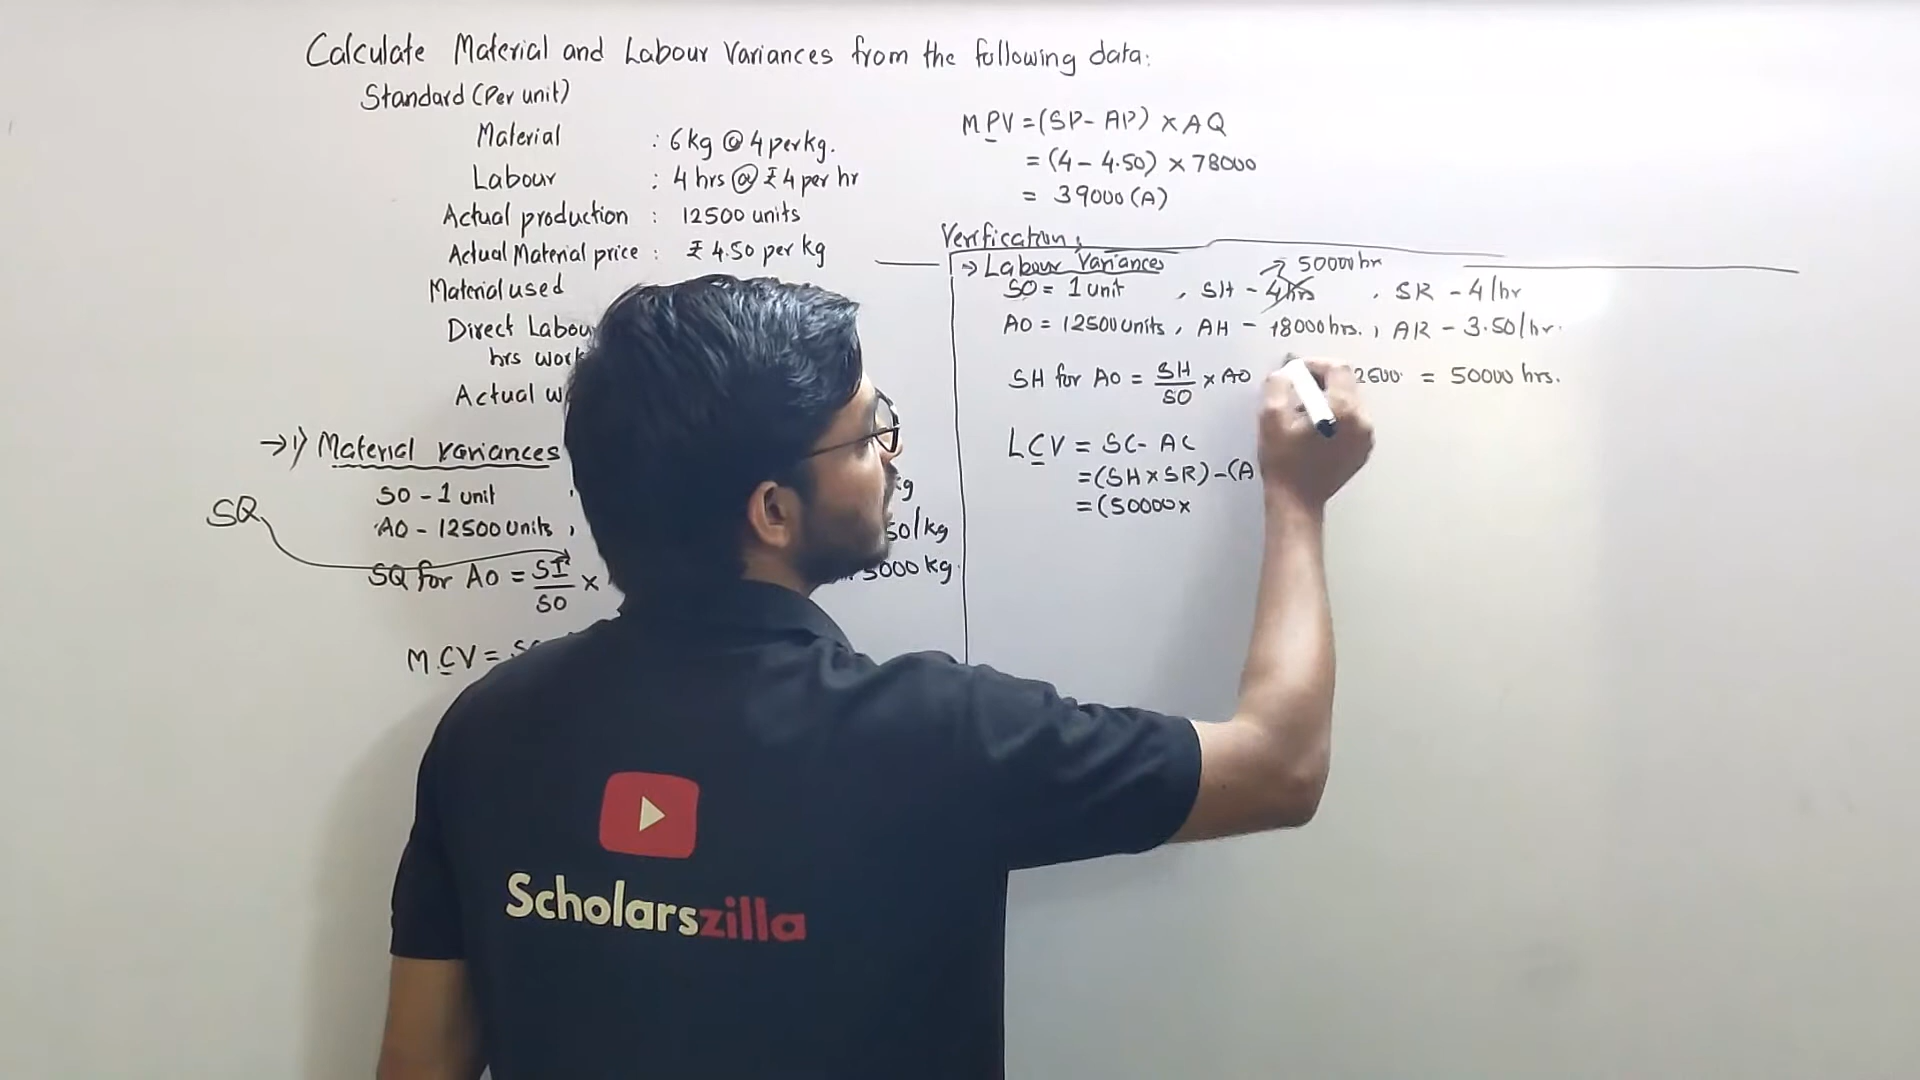 Calculate Material and Labour Variances from the following data:
Standard (Per unit)
Material : 6 kg @ 4 per kg.
Labour : 4 hrs @ ₹4 per hr
Actual production : 12500 units
Actual Material price : ₹ 4.50 per kg
Material used
Direct Labou
hrs work
Actual w
→1) Material variances
SO - 1 unit ,
kg
SQ
AO - 12500 units ,
50/kg
SQ for AO = SI/SO ×
5000 kg.
MCV = SC
MPV = (SP - AP) × AQ
= (4 - 4.50) × 78000
= 39000 (A)
Verification:
→ Labour Variances
→ 50000 hr
SO = 1 unit , SH - 4hrs , SR - 4/hr
AO = 12500 units , AH - 18000 hrs. , AR - 3.50/hr.
SH for AO = SH/SO × AO 2500 = 50000 hrs.
LCV = SC - AC
= (SH × SR) - (A
= (50000 ×
Scholarszilla